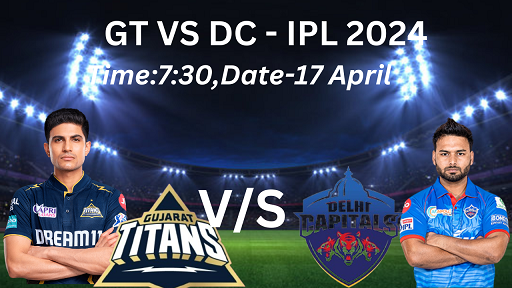 GT VS DC - IPL 2024
Time:7:30,Date-17 April
V/S
GUJARAT
TITANS
DELHI
CAPITALS
DREAM11